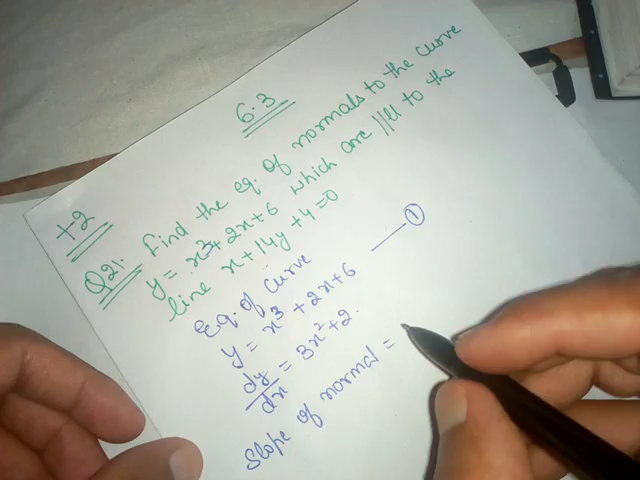 6.3
+2
Q21. Find the eq. of normals to the curve
y = x³ + 2x + 6 which are ||el to the
line x + 14y + 4 = 0
Eq. of curve
y = x³ + 2x + 6 — ①
dy/dx = 3x² + 2.
Slope of normal =